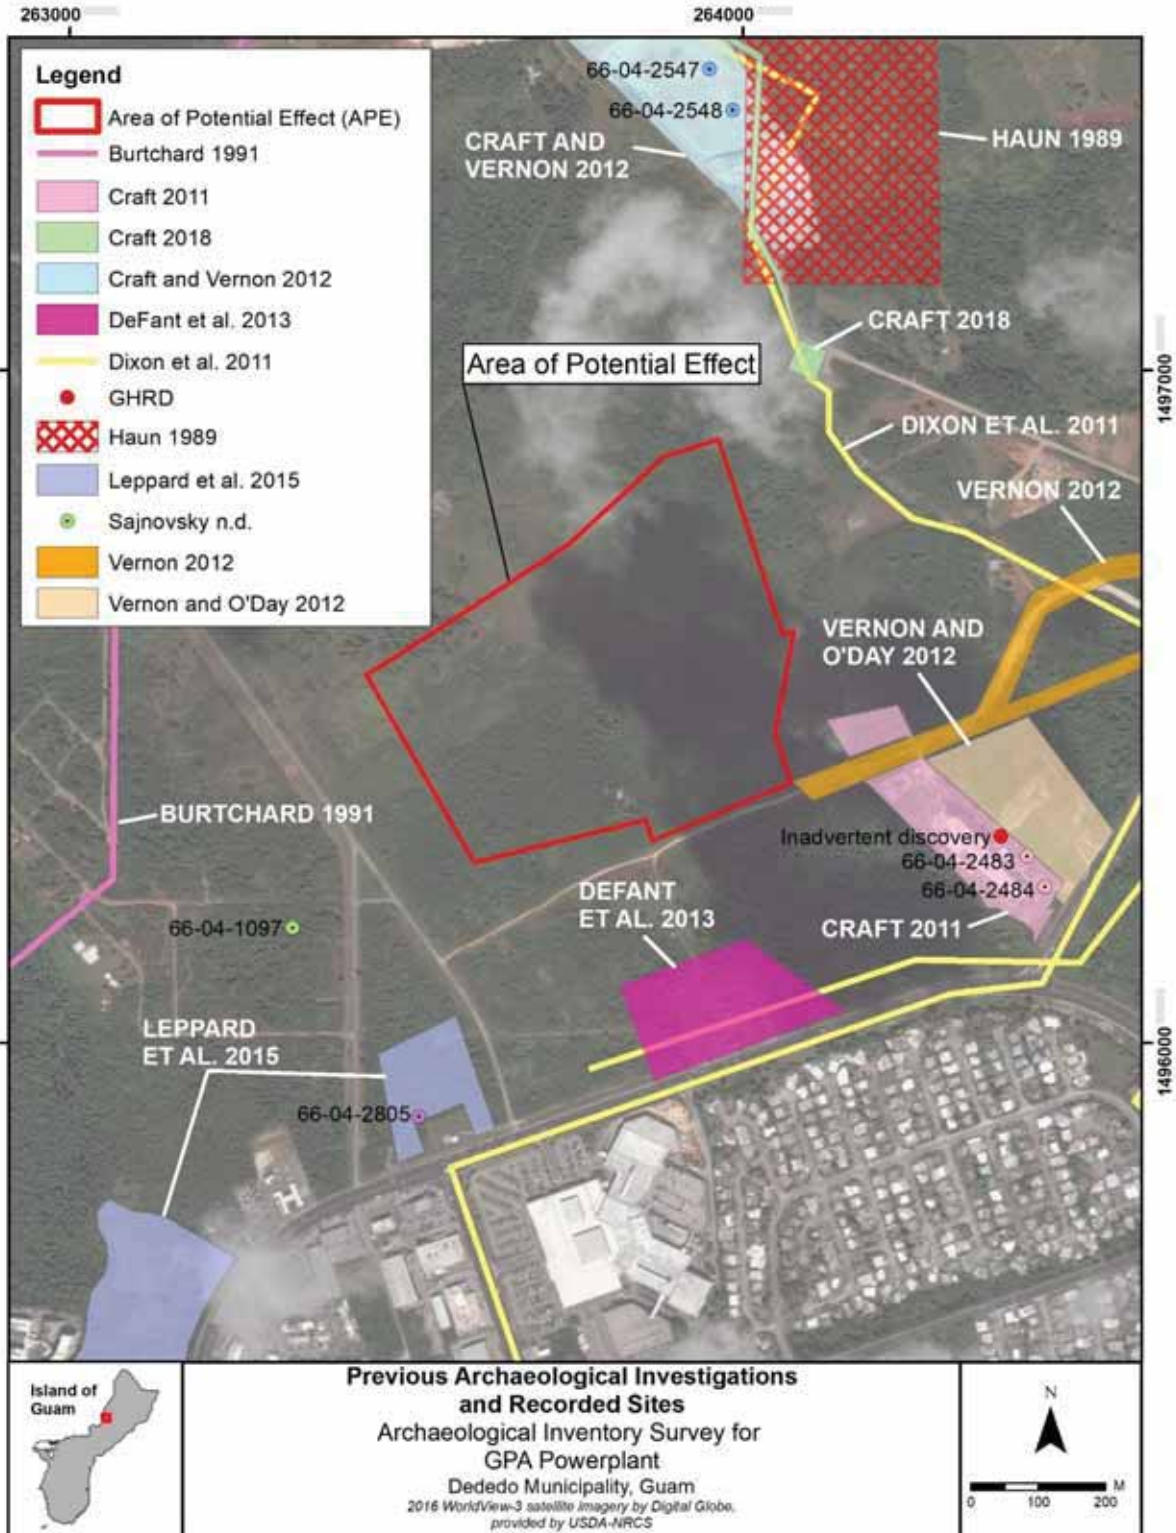 263000
264000
Legend
Area of Potential Effect (APE)
Burtchard 1991
Craft 2011
Craft 2018
Craft and Vernon 2012
DeFant et al. 2013
Dixon et al. 2011
GHRD
Haun 1989
Leppard et al. 2015
Sajnovsky n.d.
Vernon 2012
Vernon and O'Day 2012
66-04-2547
66-04-2548
CRAFT AND
VERNON 2012
HAUN 1989
CRAFT 2018
Area of Potential Effect
1497000
DIXON ET AL. 2011
VERNON 2012
VERNON AND
O'DAY 2012
BURTCHARD 1991
Inadvertent discovery
66-04-2483
66-04-2484
DEFANT
ET AL. 2013
CRAFT 2011
66-04-1097
LEPPARD
ET AL. 2015
1496000
66-04-2805
Island of
Guam
Previous Archaeological Investigations
and Recorded Sites
Archaeological Inventory Survey for
GPA Powerplant
Dededo Municipality, Guam
2016 WorldView-3 satellite imagery by Digital Globe,
provided by USDA-NRCS
N
M
0 100 200